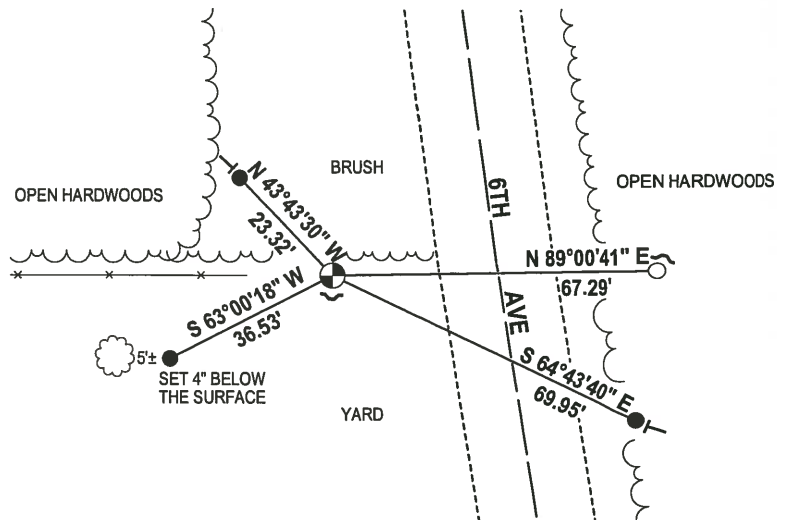 BRUSH
OPEN HARDWOODS
OPEN HARDWOODS
N 43°43'30" W
23.32'
6TH
AVE
N 89°00'41" E
67.29'
S 63°00'18" W
36.53'
5'±
SET 4" BELOW
THE SURFACE
S 64°43'40" E
69.95'
YARD